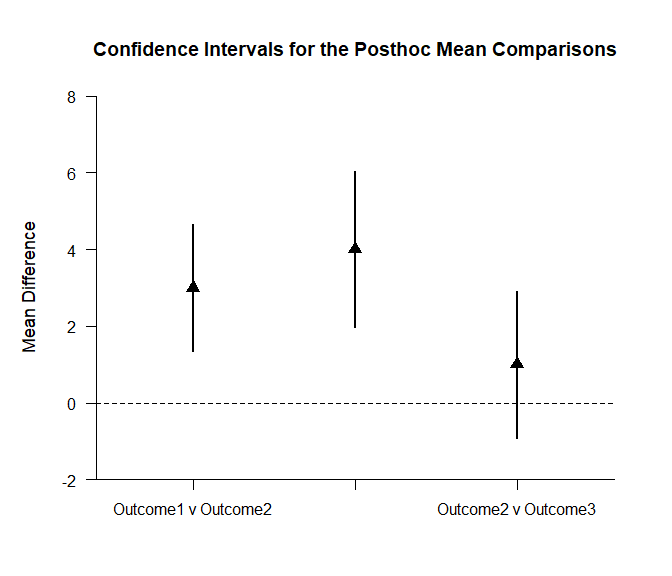 Confidence Intervals for the Posthoc Mean Comparisons
8
6
4
2
0
-2
Mean Difference
Outcome1 v Outcome2
Outcome2 v Outcome3